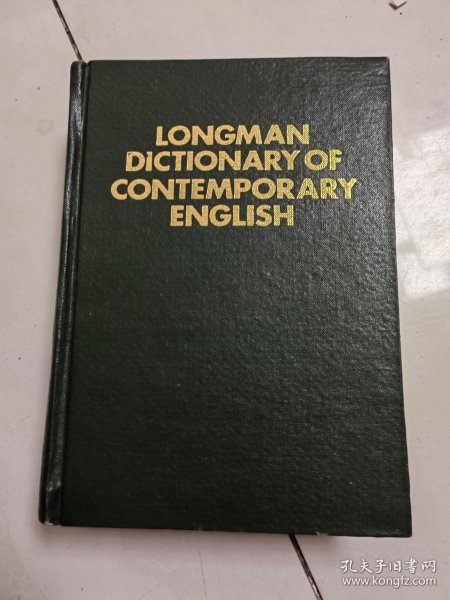 LONGMAN
DiCTIONARY OF
CONTEMPORARY
ENGLISH
孔夫子旧书网
www.kongfz.com